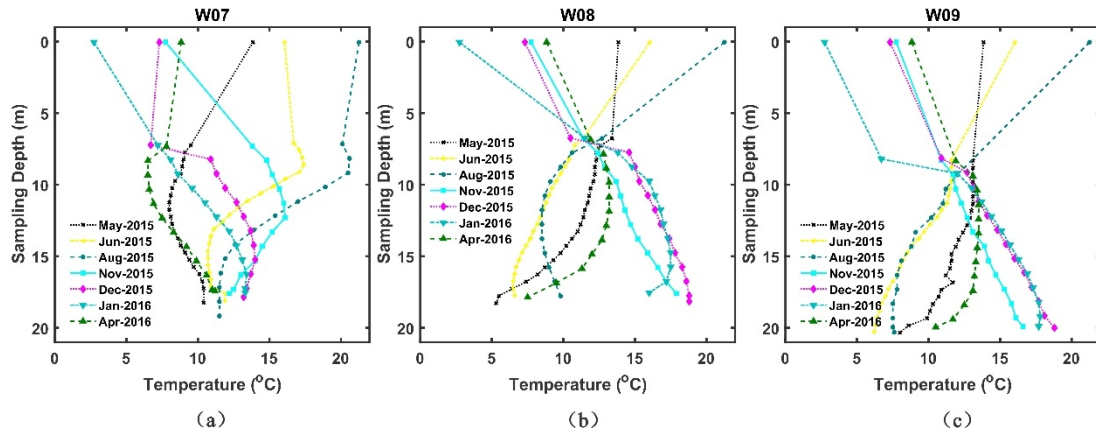 W07
0
5
10
15
20
Sampling Depth (m)
May-2015
Jun-2015
Aug-2015
Nov-2015
Dec-2015
Jan-2016
Apr-2016
0 5 10 15 20
Temperature (°C)
(a)
W08
0
5
10
15
20
Sampling Depth (m)
May-2015
Jun-2015
Aug-2015
Nov-2015
Dec-2015
Jan-2016
Apr-2016
0 5 10 15 20
Temperature (°C)
(b)
W09
0
5
10
15
20
Sampling Depth (m)
May-2015
Jun-2015
Aug-2015
Nov-2015
Dec-2015
Jan-2016
Apr-2016
0 5 10 15 20
Temperature (°C)
(c)